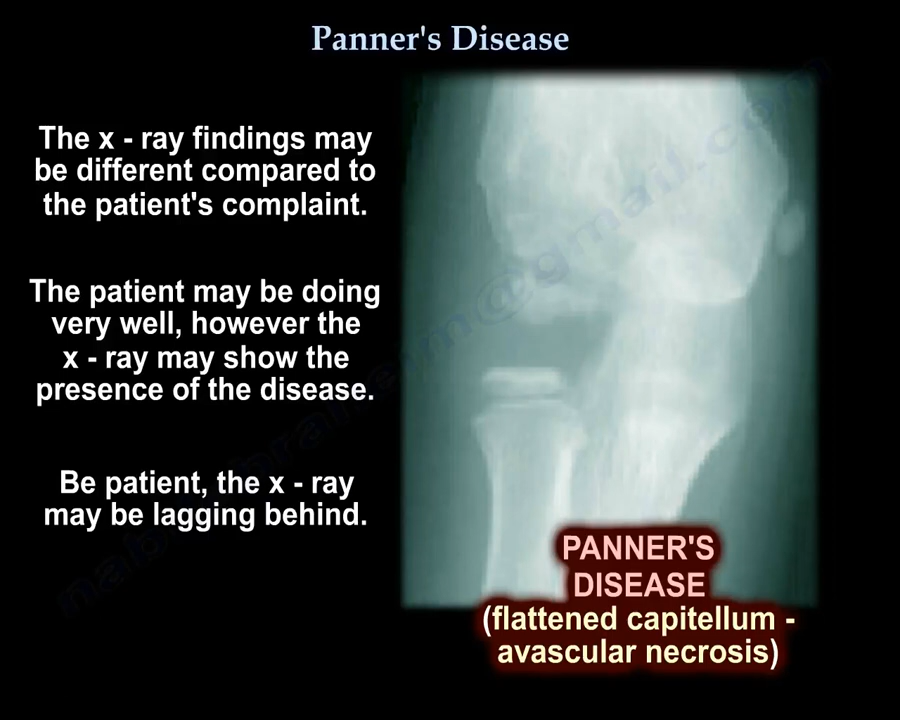 Panner's Disease
The x - ray findings may
be different compared to
the patient's complaint.
The patient may be doing
very well, however the
x - ray may show the
presence of the disease.
Be patient, the x - ray
may be lagging behind.
PANNER'S
DISEASE
(flattened capitellum -
avascular necrosis)